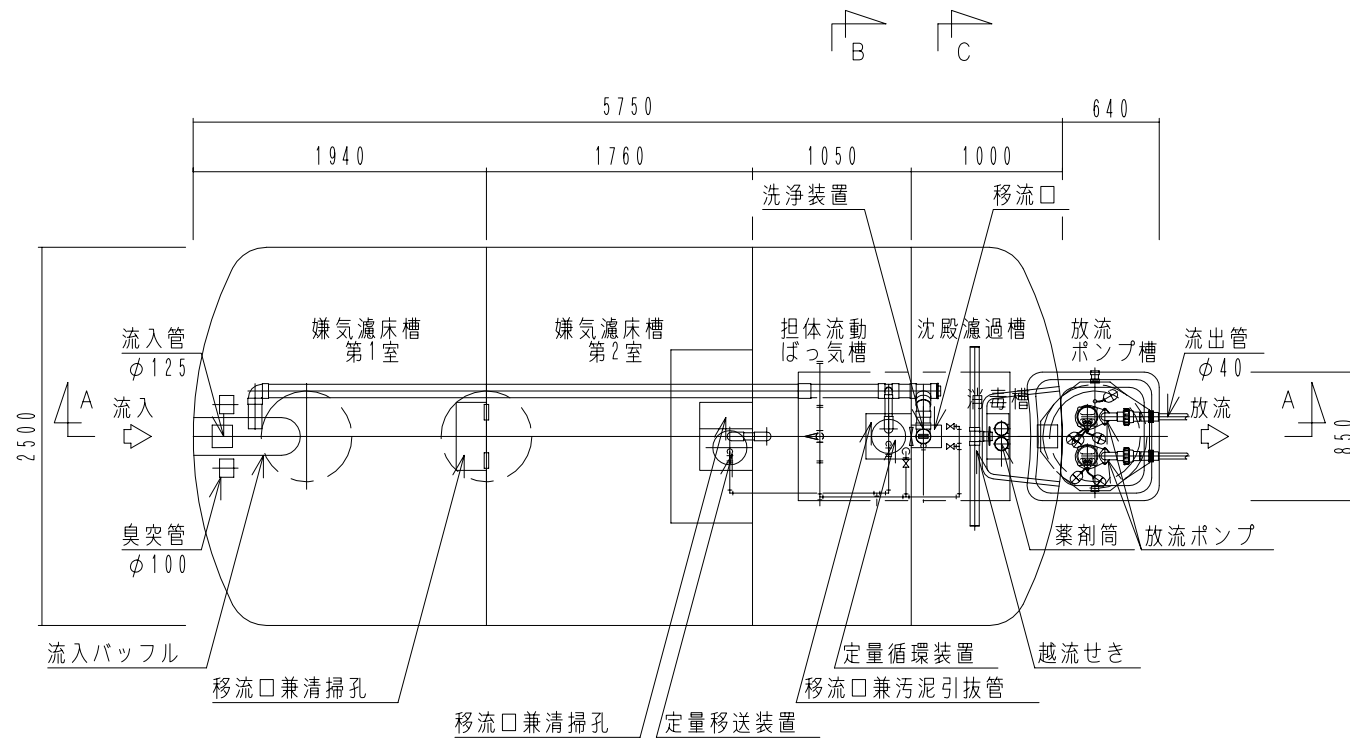 B
C
5750
640
1940
1760
1050
1000
洗浄装置
移流口
2500
流入管
φ125
嫌気濾床槽
第1室
嫌気濾床槽
第2室
担体流動
ばっ気槽
沈殿濾過槽
放流
ポンプ槽
流出管
φ40
A
流入
消毒槽
放流
A
850
臭突管
φ100
薬剤筒
放流ポンプ
流入バッフル
定量循環装置
越流せき
移流口兼清掃孔
移流口兼汚泥引抜管
移流口兼清掃孔
定量移送装置